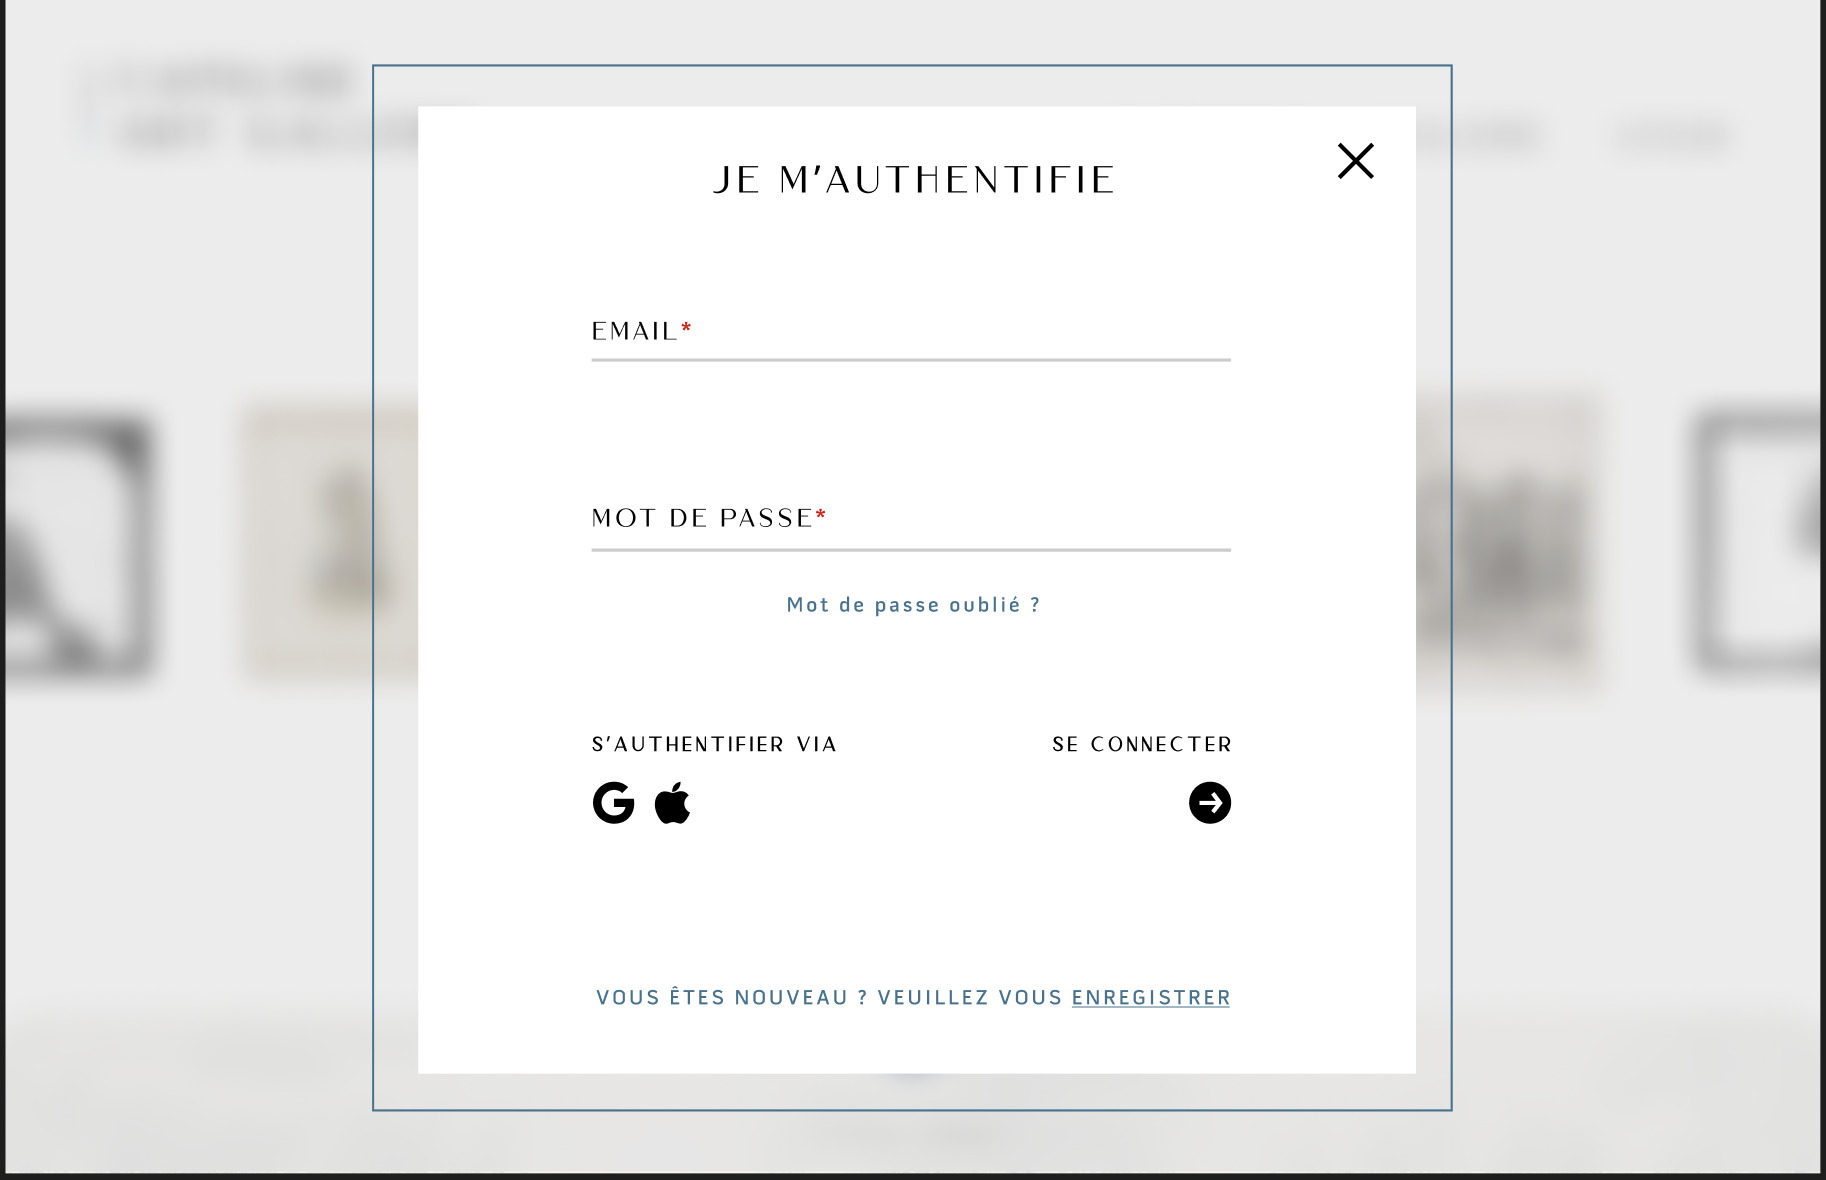 JE M'AUTHENTIFIE
EMAIL*
MOT DE PASSE*
Mot de passe oublié ?
S'AUTHENTIFIER VIA
SE CONNECTER
VOUS ÊTES NOUVEAU ? VEUILLEZ VOUS ENREGISTRER